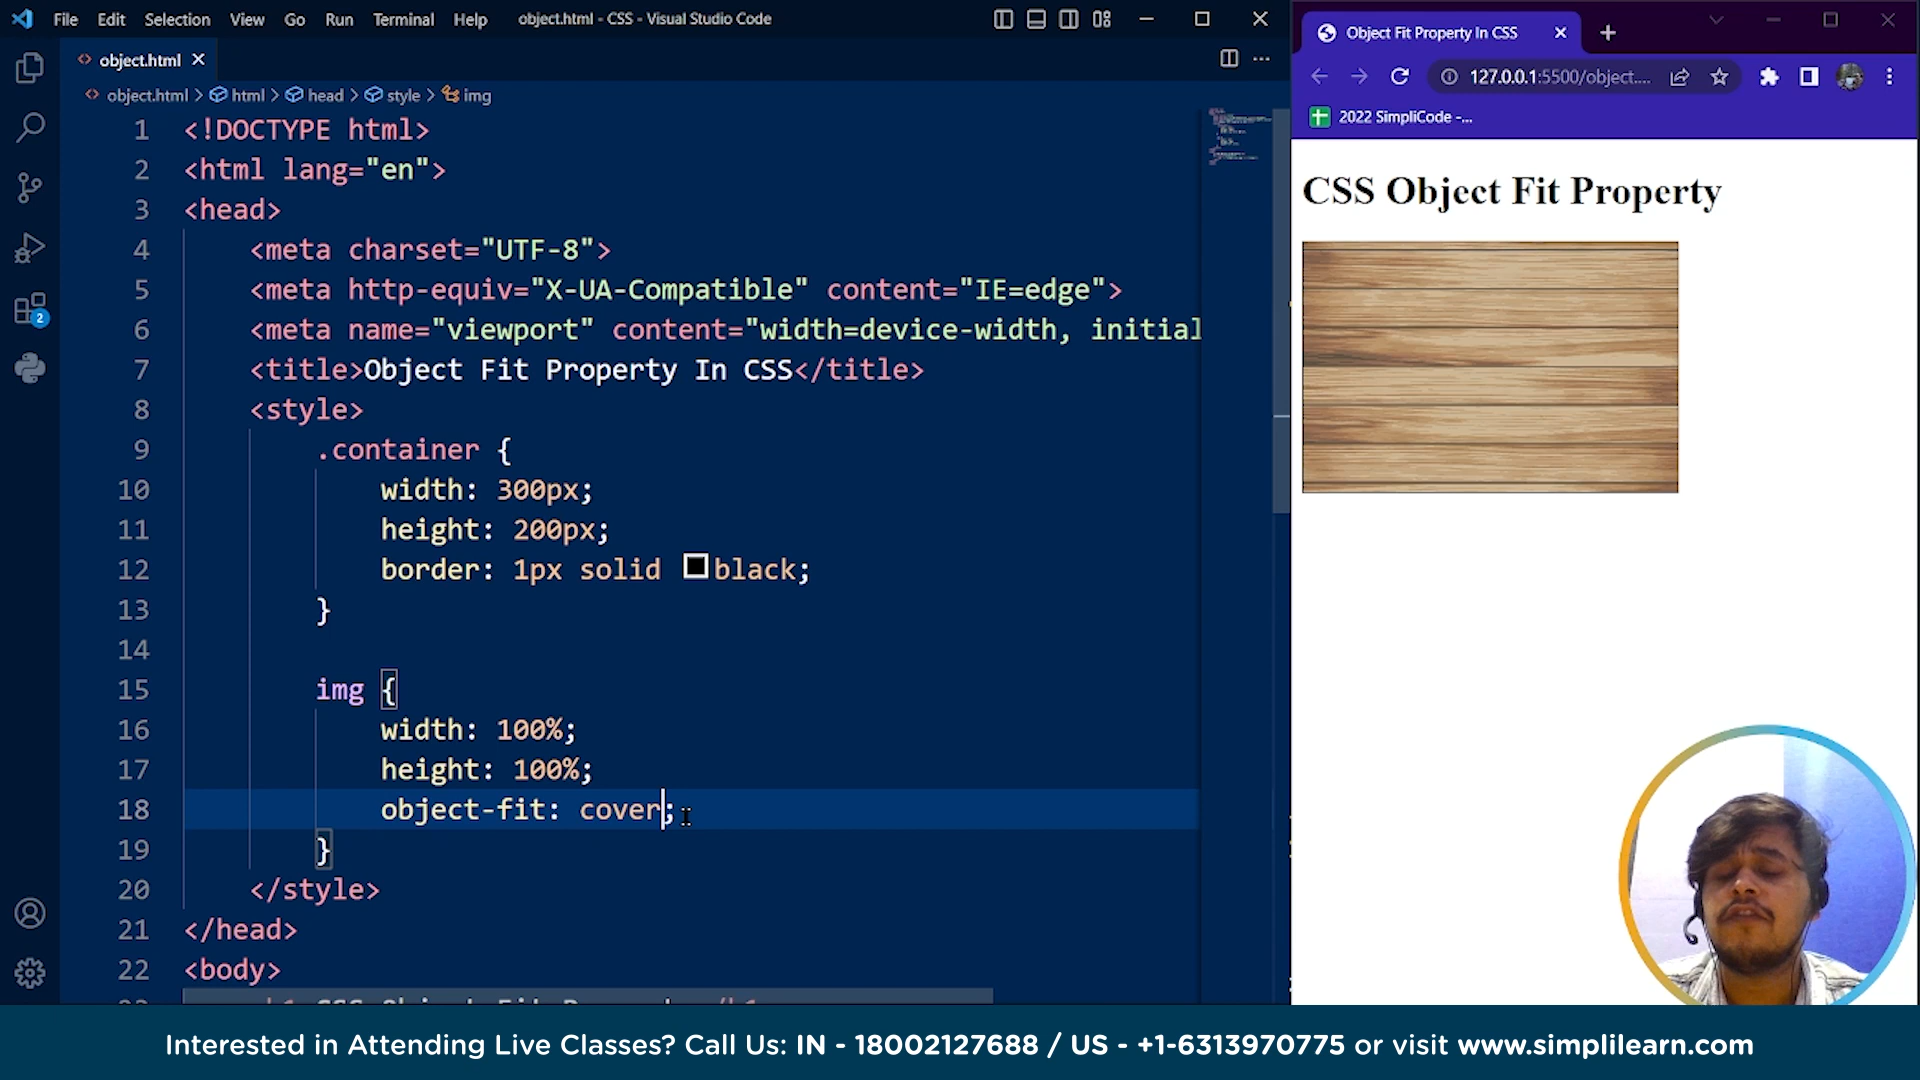 File Edit Selection View Go Run Terminal Help object.html - CSS - Visual Studio Code
object.html
object.html > html > head > style > img
1 <!DOCTYPE html>
2 <html lang="en">
3 <head>
4 <meta charset="UTF-8">
5 <meta http-equiv="X-UA-Compatible" content="IE=edge">
6 <meta name="viewport" content="width=device-width, initial
7 <title>Object Fit Property In CSS</title>
8 <style>
9 .container {
10 width: 300px;
11 height: 200px;
12 border: 1px solid black;
13 }
14
15 img {
16 width: 100%;
17 height: 100%;
18 object-fit: cover;
19 }
20 </style>
21 </head>
22 <body>
2
Object Fit Property In CSS
127.0.0.1:5500/object....
2022 SimpliCode -...
CSS Object Fit Property
Interested in Attending Live Classes? Call Us: IN - 18002127688 / US - +1-6313970775 or visit www.simplilearn.com